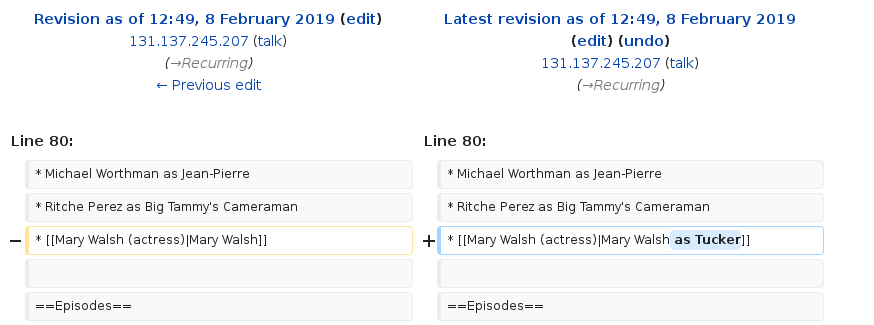 Revision as of 12:49, 8 February 2019 (edit)
131.137.245.207 (talk)
(→Recurring)
← Previous edit
Latest revision as of 12:49, 8 February 2019
(edit) (undo)
131.137.245.207 (talk)
(→Recurring)
Line 80:
Line 80:
* Michael Worthman as Jean-Pierre
* Michael Worthman as Jean-Pierre
* Ritche Perez as Big Tammy's Cameraman
* Ritche Perez as Big Tammy's Cameraman
− * [[Mary Walsh (actress)|Mary Walsh]]
+ * [[Mary Walsh (actress)|Mary Walsh as Tucker]]
==Episodes==
==Episodes==